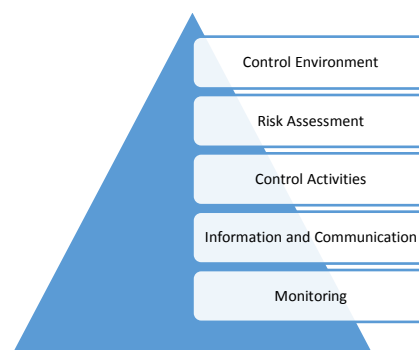 Control Environment
Risk Assessment
Control Activities
Information and Communication
Monitoring